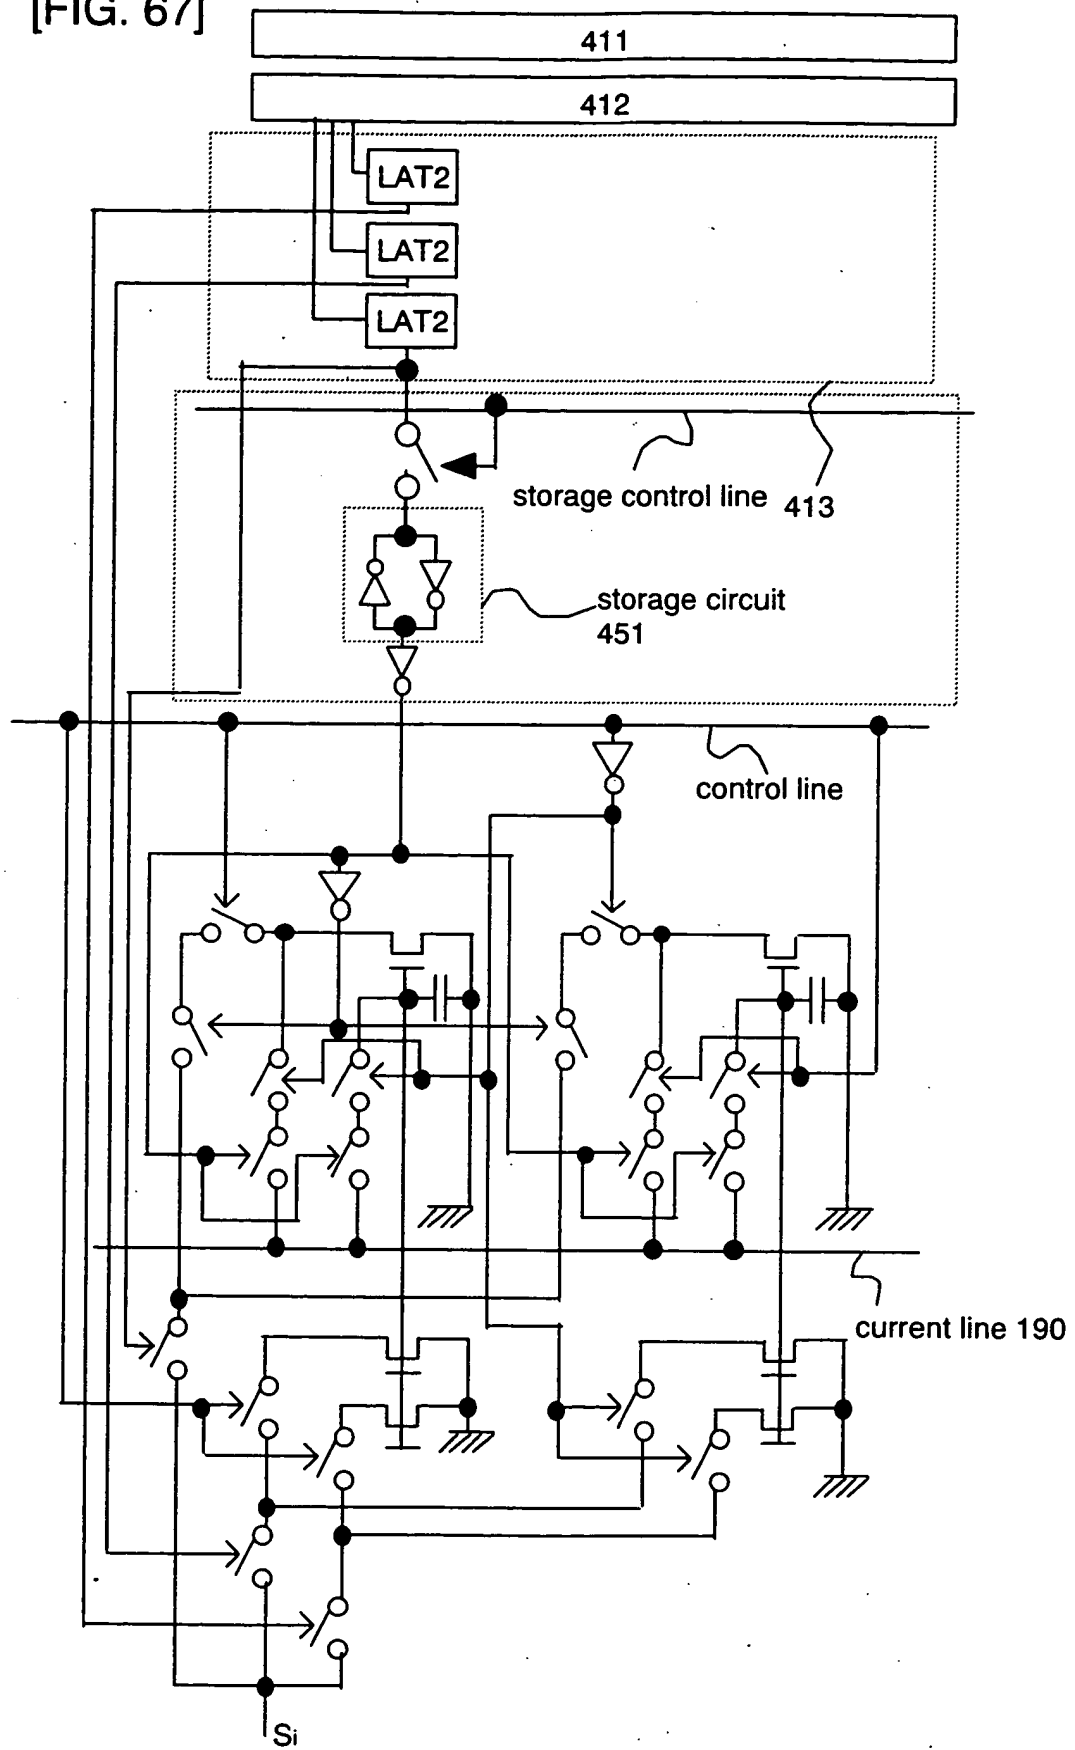 [FIG. 67]
411
412
LAT2
LAT2
LAT2
storage control line
413
storage circuit
451
control line
current line 190
Si